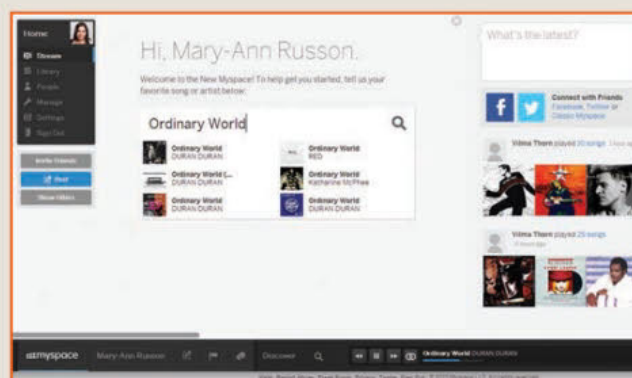 Home
Stream
Library
People
Manage
Settings
Sign Out
Invite Friends
Post
Show Filters
Hi, Mary-Ann Russon.
Welcome to the New Myspace! To help get you started, tell us your
favorite song or artist below:
Ordinary World
Ordinary World
DURAN DURAN
Ordinary World
RED
Ordinary World (...
DURAN DURAN
Ordinary World
Katharine McPhee
Ordinary World
DURAN DURAN
Ordinary World
DURAN DURAN
What's the latest?
Connect with Friends
Facebook, Twitter or
Classic Myspace
Vilma Thorn played 20 songs
Vilma Thorn played 25 songs
hours ago
myspace
Mary-Ann Russon
Discover
Ordinary World DURAN DURAN